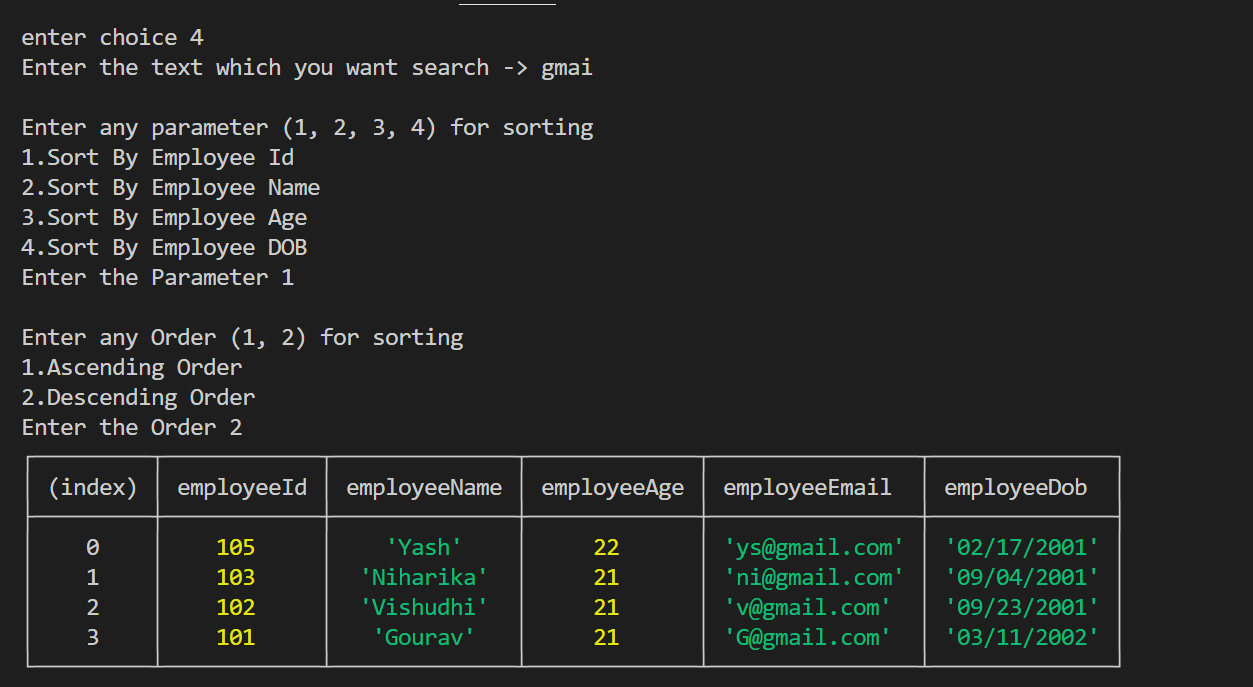 enter choice 4
Enter the text which you want search -> gmai
Enter any parameter (1, 2, 3, 4) for sorting
1.Sort By Employee Id
2.Sort By Employee Name
3.Sort By Employee Age
4.Sort By Employee DOB
Enter the Parameter 1
Enter any Order (1, 2) for sorting
1.Ascending Order
2.Descending Order
Enter the Order 2
(index) employeeId employeeName employeeAge employeeEmail employeeDob
0 105 'Yash' 22 'ys@gmail.com' '02/17/2001'
1 103 'Niharika' 21 'ni@gmail.com' '09/04/2001'
2 102 'Vishudhi' 21 'v@gmail.com' '09/23/2001'
3 101 'Gourav' 21 'G@gmail.com' '03/11/2002'